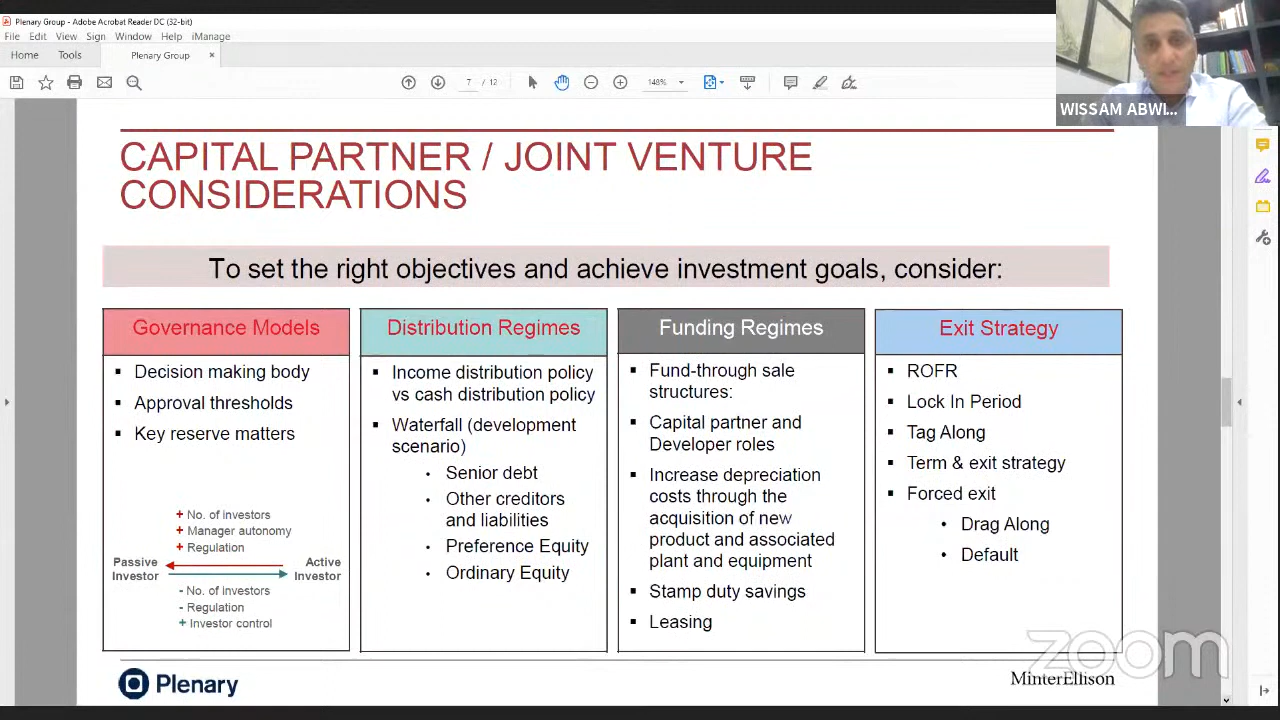 Plenary Group - Adobe Acrobat Reader DC (32-bit)
File Edit View Sign Window Help iManage
Home Tools Plenary Group ×
7 / 12 148%
WISSAM ABWI...
CAPITAL PARTNER / JOINT VENTURE
CONSIDERATIONS
To set the right objectives and achieve investment goals, consider:
Governance Models
Decision making body
Approval thresholds
Key reserve matters
+ No. of investors
+ Manager autonomy
+ Regulation
Passive
Investor
Active
Investor
- No. of Investors
- Regulation
+ Investor control
Distribution Regimes
Income distribution policy
vs cash distribution policy
Waterfall (development
scenario)
Senior debt
Other creditors
and liabilities
Preference Equity
Ordinary Equity
Funding Regimes
Fund-through sale
structures:
Capital partner and
Developer roles
Increase depreciation
costs through the
acquisition of new
product and associated
plant and equipment
Stamp duty savings
Leasing
Exit Strategy
ROFR
Lock In Period
Tag Along
Term & exit strategy
Forced exit
Drag Along
Default
zoom
Plenary
MinterEllison